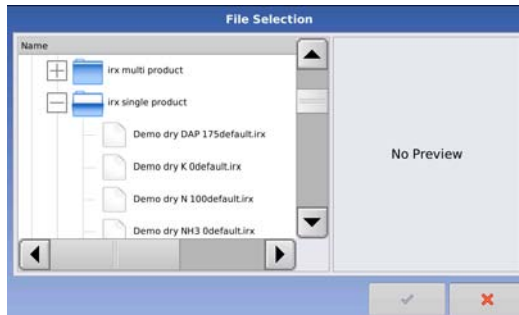 File Selection
Name
irx multi product
irx single product
Demo dry DAP 175default.irx
Demo dry K 0default.irx
Demo dry N 100default.irx
Demo dry NH3 0default.irx
No Preview